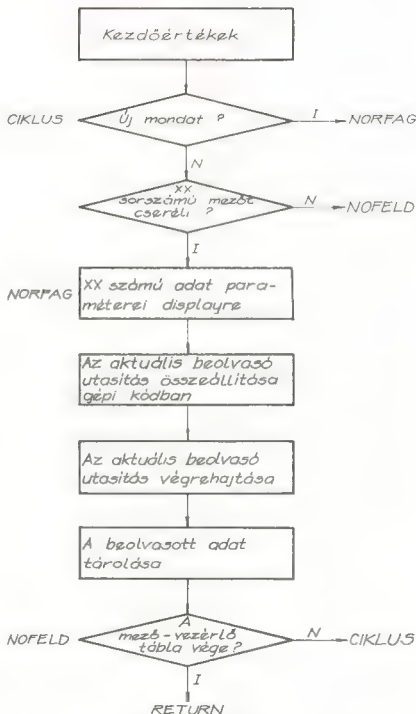 Kezdőértékek
CIKLUS
Új mondat ?
I
NORFAG
N
XX
sorszámú mezőt
cseréli ?
N
NOFELD
I
NORFAG
XX számú adat para-
méterei displayre
Az aktuális beolvasó
utasítás összeállítása
gépi kódban
Az aktuális beolvasó
utasítás végrehajtása
A beolvasott adat
tárolása
NOFELD
A
mező-vezérlő
tábla vége ?
N
CIKLUS
I
RETURN